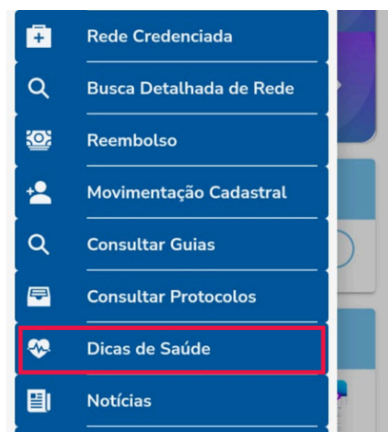 Rede Credenciada
Busca Detalhada de Rede
Reembolso
Movimentação Cadastral
Consultar Guias
Consultar Protocolos
Dicas de Saúde
Notícias